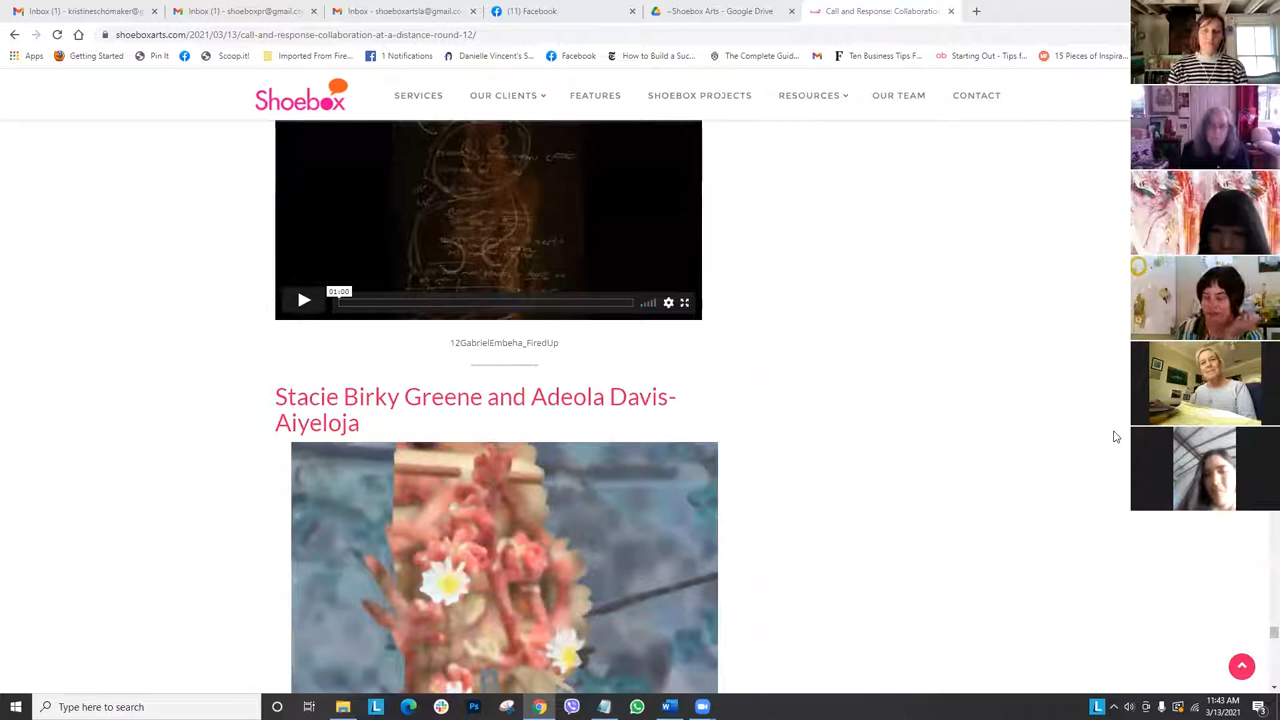 Inbox (1) - kristineschomaker@g
Inbox (1) - shoeboxpr@gmail.co
Inbox (1) - shoeboxartsla@gmail.c
(11) Facebook
~Shoebox Arts - Google Drive
Call and Response: Collaboratio
shoeboxarts.com/2021/03/13/call-and-response-collaboration-at-a-distance-round-12/
Apps
Getting Started
Pin It
Scoop.it!
Imported From Fire...
1 Notifications
Danielle Vincent's S...
Facebook
How to Build a Suc...
The Complete Guide...
Ten Business Tips F...
Starting Out - Tips f...
15 Pieces of Inspira...
Shoebox
SERVICES
OUR CLIENTS
FEATURES
SHOEBOX PROJECTS
RESOURCES
OUR TEAM
CONTACT
01:00
12GabrielEmbeha_FiredUp
Stacie Birky Greene and Adeola Davis-
Aiyeloja
Type here to search
11:43 AM
3/13/2021